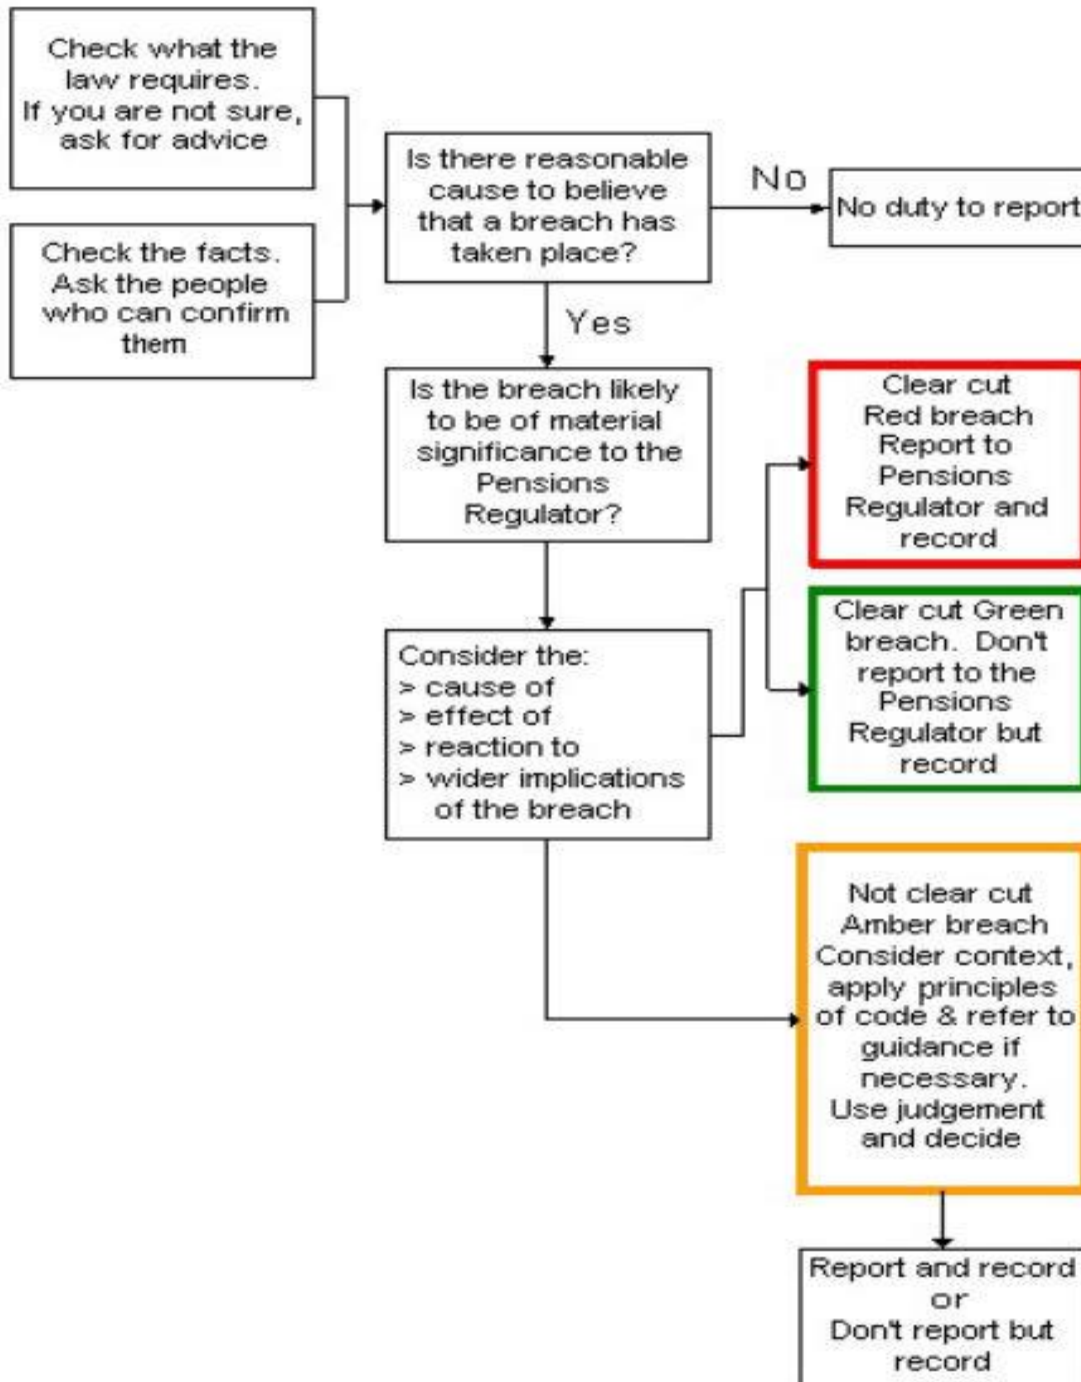 Check what the
law requires.
If you are not sure,
ask for advice
Check the facts.
Ask the people
who can confirm
them
Is there reasonable
cause to believe
that a breach has
taken place?
No
No duty to report
Yes
Is the breach likely
to be of material
significance to the
Pensions
Regulator?
Consider the:
> cause of
> effect of
> reaction to
> wider implications
of the breach
Clear cut
Red breach
Report to
Pensions
Regulator and
record
Clear cut Green
breach. Don't
report to the
Pensions
Regulator but
record
Not clear cut
Amber breach
Consider context,
apply principles
of code & refer to
guidance if
necessary.
Use judgement
and decide
Report and record
or
Don't report but
record